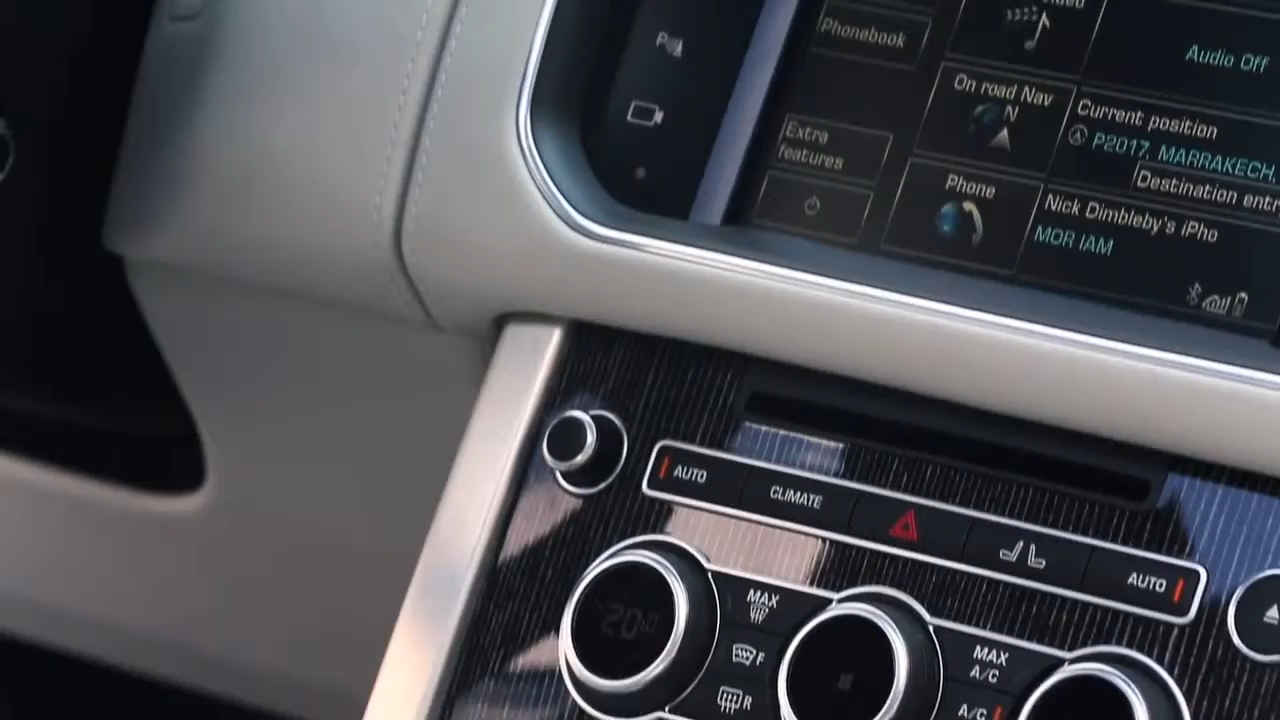 Phonebook
Audio Off
On road Nav
N
Current position
P2017, MARRAKECH,
Destination entr
Extra
features
Phone
Nick Dimbleby's iPho
MOR IAM
AUTO
CLIMATE
AUTO
MAX
F
R
MAX
A/C
A/C